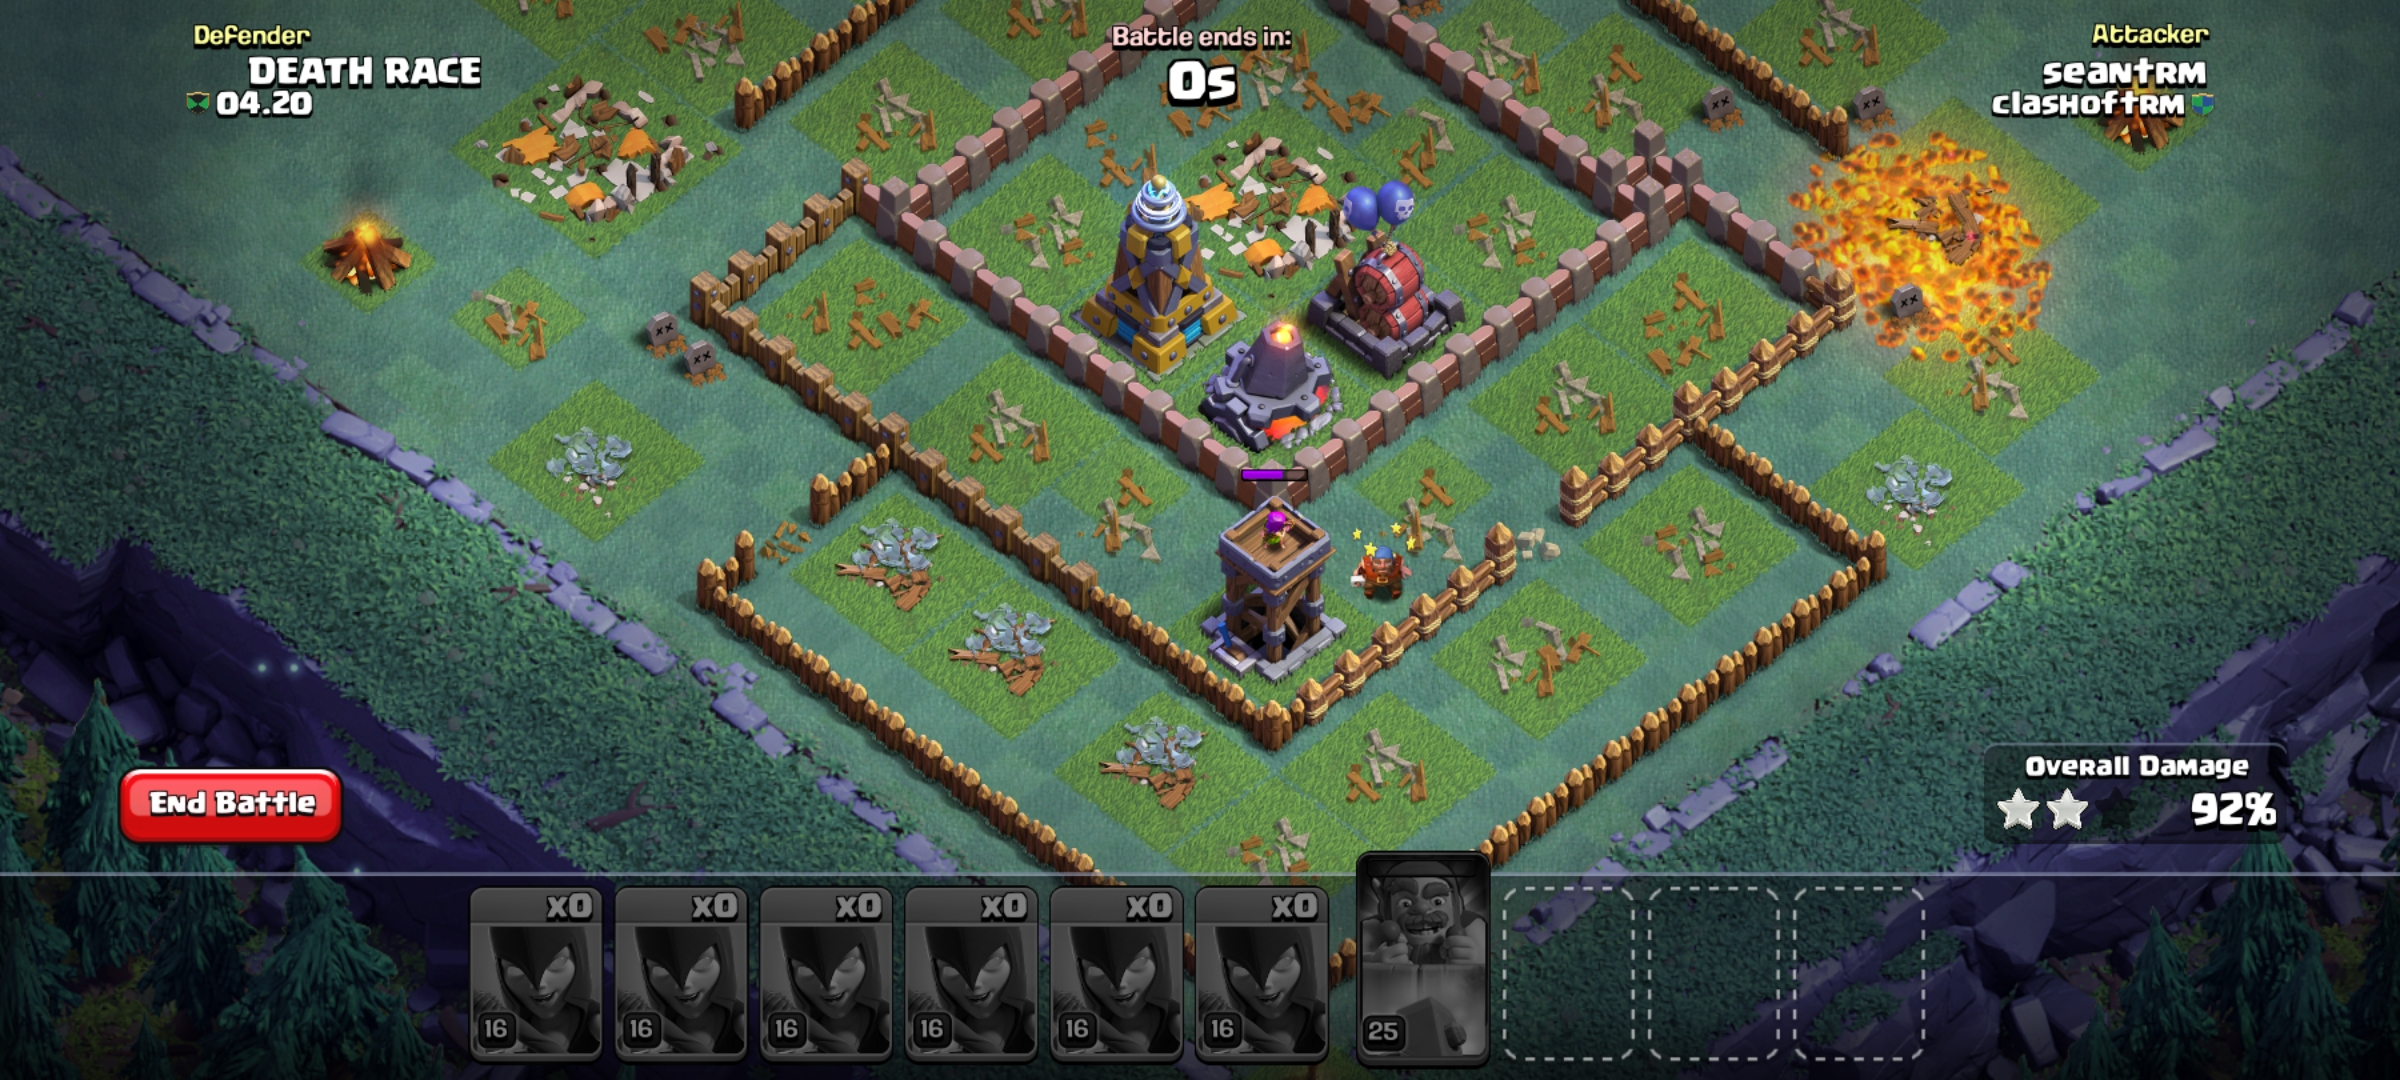 Defender
DEATH RACE
04.20
Battle ends in:
0s
Attacker
seantRM
clashoftRM
End Battle
Overall Damage
92%
x0 x0 x0 x0 x0 x0
16 16 16 16 16 16 25